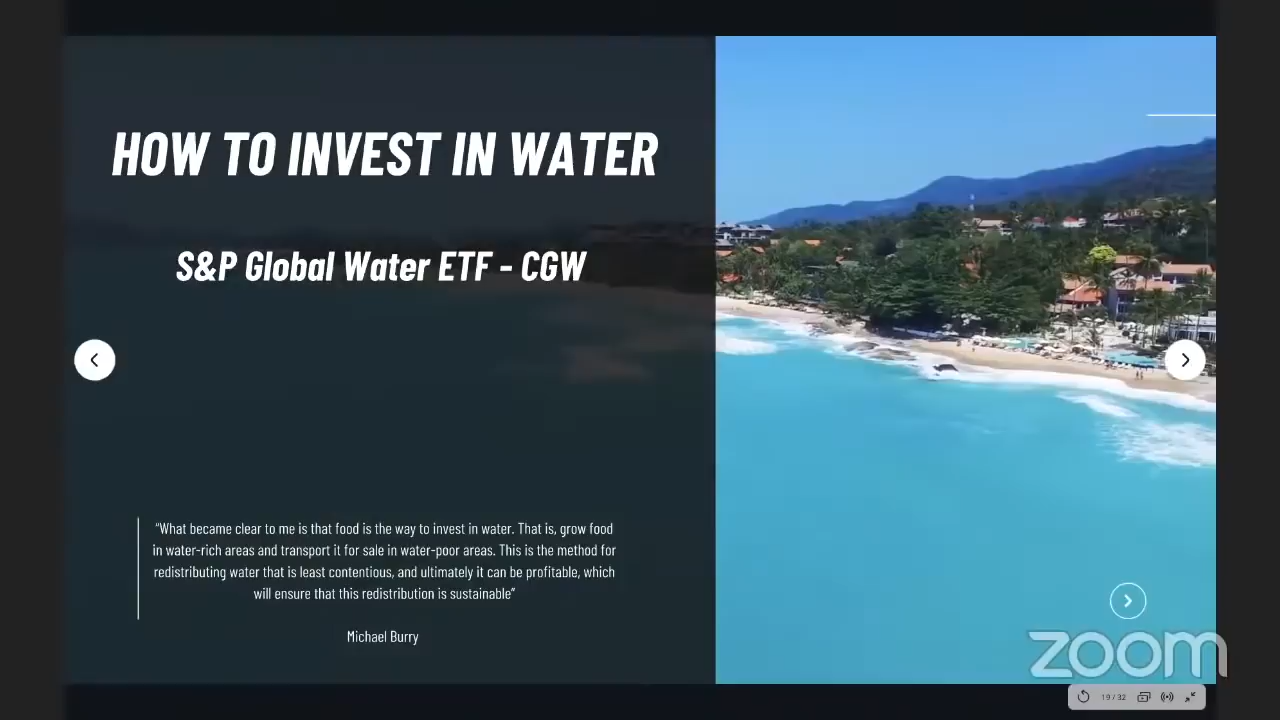 HOW TO INVEST IN WATER
S&P Global Water ETF - CGW
“What became clear to me is that food is the way to invest in water. That is, grow food
in water-rich areas and transport it for sale in water-poor areas. This is the method for
redistributing water that is least contentious, and ultimately it can be profitable, which
will ensure that this redistribution is sustainable”
Michael Burry
zoom
19 / 32